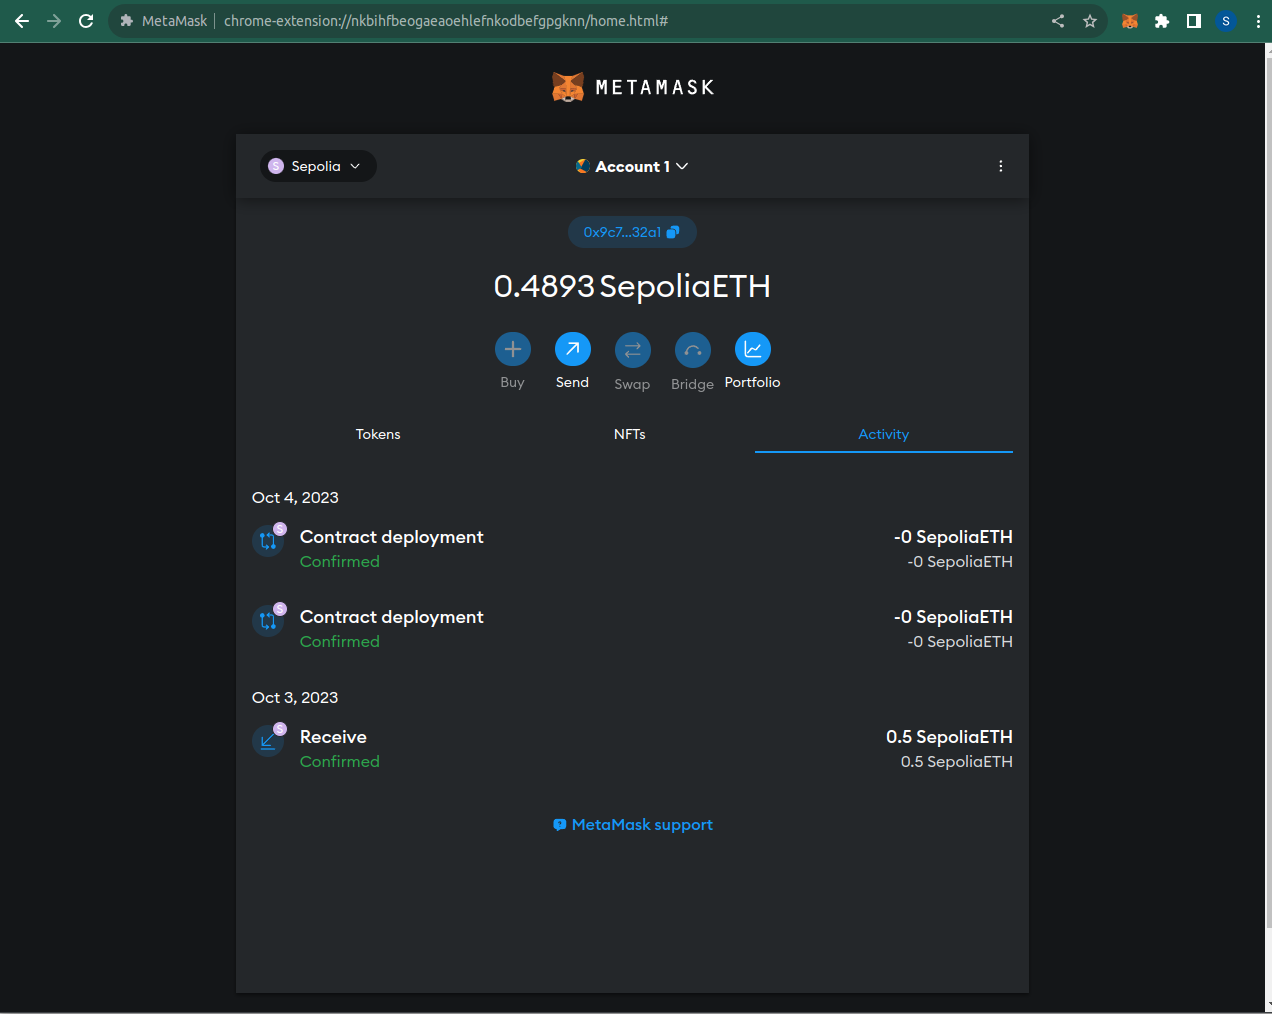 MetaMask chrome-extension://nkbihfbeogaeaoehlefnkodbefgpgknn/home.html# S
METAMASK
S Sepolia Account 1
0x9c7...32a1
0.4893 SepoliaETH
Buy Send Swap Bridge Portfolio
Tokens NFTs Activity
Oct 4, 2023
S
Contract deployment -0 SepoliaETH
Confirmed -0 SepoliaETH
S
Contract deployment -0 SepoliaETH
Confirmed -0 SepoliaETH
Oct 3, 2023
S
Receive 0.5 SepoliaETH
Confirmed 0.5 SepoliaETH
MetaMask support